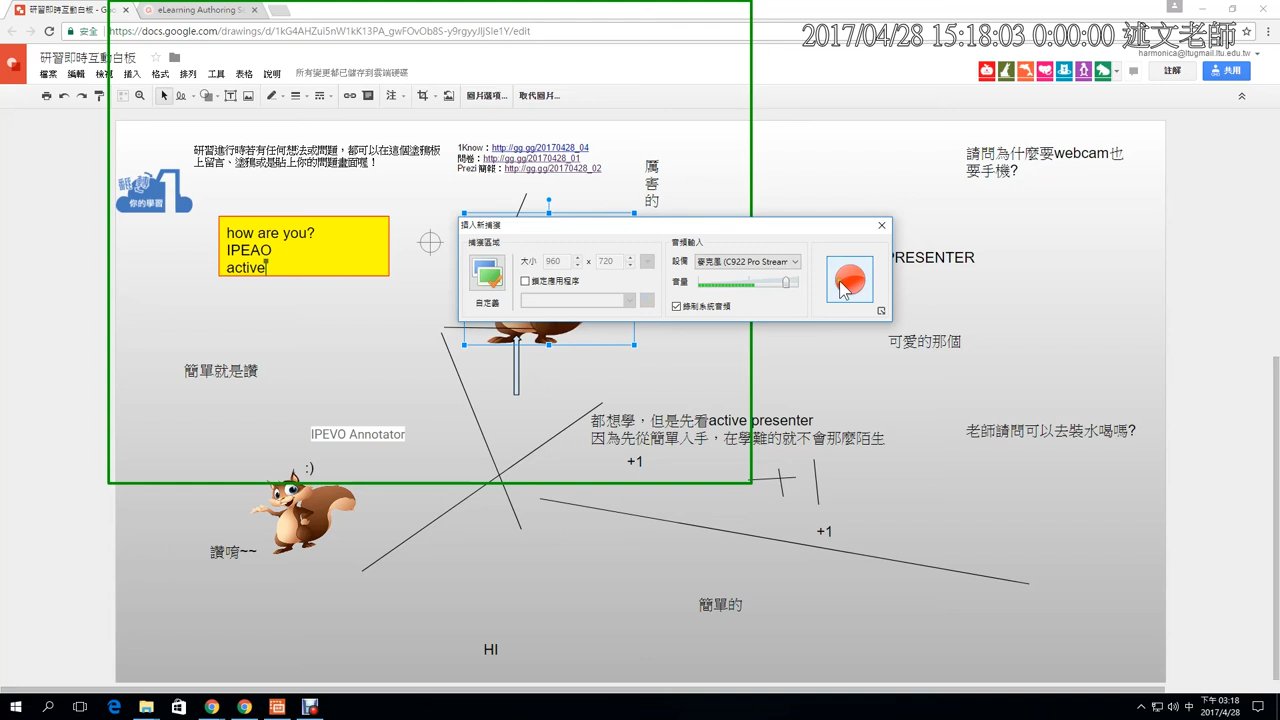 研習即時互動白板 - Goo
eLearning Authoring So
安全
https://docs.google.com/drawings/d/1kG4AHZuI5nW1kK13PA_gwFOvOb8S-y9rgyyJIjSIe1Y/edit
2017/04/28 15:18:03 0:00:00 述文老師
研習即時互動白板
harmonica@ltugmail.ltu.edu.tw
檔案 編輯 檢視 插入 格式 排列 工具 表格 說明
所有變更都已儲存到雲端硬碟
註解
共用
注
圖片選項...
取代圖片...
研習進行時若有任何想法或問題，都可以在這個塗鴉板
上留言、塗鴉或是貼上你的問題畫面喔！
1Know：http://gg.gg/20170428_04
問卷：http://gg.gg/20170428_01
Prezi 簡報：http://gg.gg/20170428_02
厲害的
請問為什麼要webcam也
要手機?
翻轉
你的學習
how are you?
IPEAO
active
插入新捕獲
捕獲區域
大小 960 x 720
鎖定應用程序
自定義
音頻輸入
設備 麥克風 (C922 Pro Stream
音量
錄制系統音頻
PRESENTER
可愛的那個
簡單就是讚
都想學，但是先看active presenter
因為先從簡單入手，在學難的就不會那麼陌生
老師請問可以去裝水喝嗎?
IPEVO Annotator
+1
:)
+1
讚唷~~
簡單的
HI
中
下午 03:18
2017/4/28